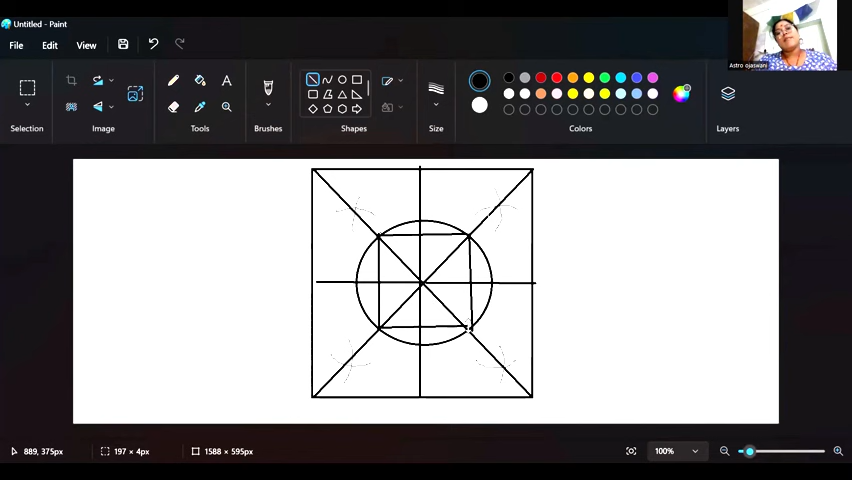 Untitled - Paint
File Edit View
Astro ojaswani
Selection Image Tools Brushes Shapes Size Colors Layers
889, 375px 197 × 4px 1588 × 595px 100%